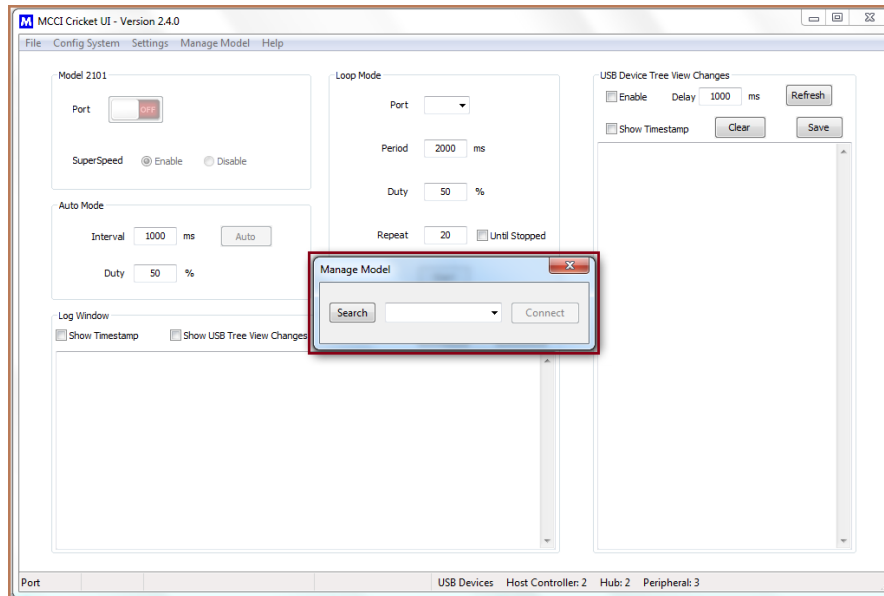 MCCI Cricket UI - Version 2.4.0
File Config System Settings Manage Model Help
Model 2101
Port OFF
SuperSpeed Enable Disable
Auto Mode
Interval 1000 ms Auto
Duty 50 %
Loop Mode
Port
Period 2000 ms
Duty 50 %
Repeat 20 Until Stopped
USB Device Tree View Changes
Enable Delay 1000 ms Refresh
Show Timestamp Clear Save
Manage Model
Search Connect
Log Window
Show Timestamp Show USB Tree View Changes
Port USB Devices Host Controller: 2 Hub: 2 Peripheral: 3